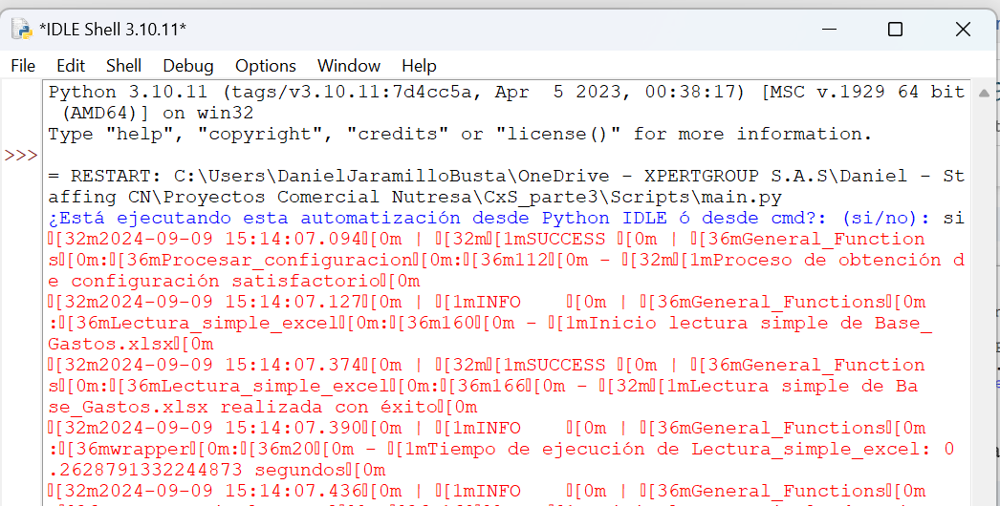 *IDLE Shell 3.10.11*
File Edit Shell Debug Options Window Help
Python 3.10.11 (tags/v3.10.11:7d4cc5a, Apr  5 2023, 00:38:17) [MSC v.1929 64 bit
 (AMD64)] on win32
Type "help", "copyright", "credits" or "license()" for more information.
>>>
= RESTART: C:\Users\DanielJaramilloBusta\OneDrive - XPERTGROUP S.A.S\Daniel - St
affing CN\Proyectos Comercial Nutresa\CxS_parte3\Scripts\main.py
¿Está ejecutando esta automatización desde Python IDLE ó desde cmd?: (si/no): si
[32m2024-09-09 15:14:07.094[0m | [32m[1mSUCCESS [0m | [36mGeneral_Function
s[0m:[36mProcesar_configuracion[0m:[36m112[0m - [32m[1mProceso de obtención d
e configuración satisfactorio[0m
[32m2024-09-09 15:14:07.127[0m | [1mINFO    [0m | [36mGeneral_Functions[0m
:[36mLectura_simple_excel[0m:[36m160[0m - [1mInicio lectura simple de Base_
Gastos.xlsx[0m
[32m2024-09-09 15:14:07.374[0m | [32m[1mSUCCESS [0m | [36mGeneral_Function
s[0m:[36mLectura_simple_excel[0m:[36m166[0m - [32m[1mLectura simple de Ba
se_Gastos.xlsx realizada con éxito[0m
[32m2024-09-09 15:14:07.390[0m | [1mINFO    [0m | [36mGeneral_Functions[0m
:[36mwrapper[0m:[36m20[0m - [1mTiempo de ejecución de Lectura_simple_excel: 0
.2628791332244873 segundos[0m
[32m2024-09-09 15:14:07.436[0m | [1mINFO    [0m | [36mGeneral_Functions[0m